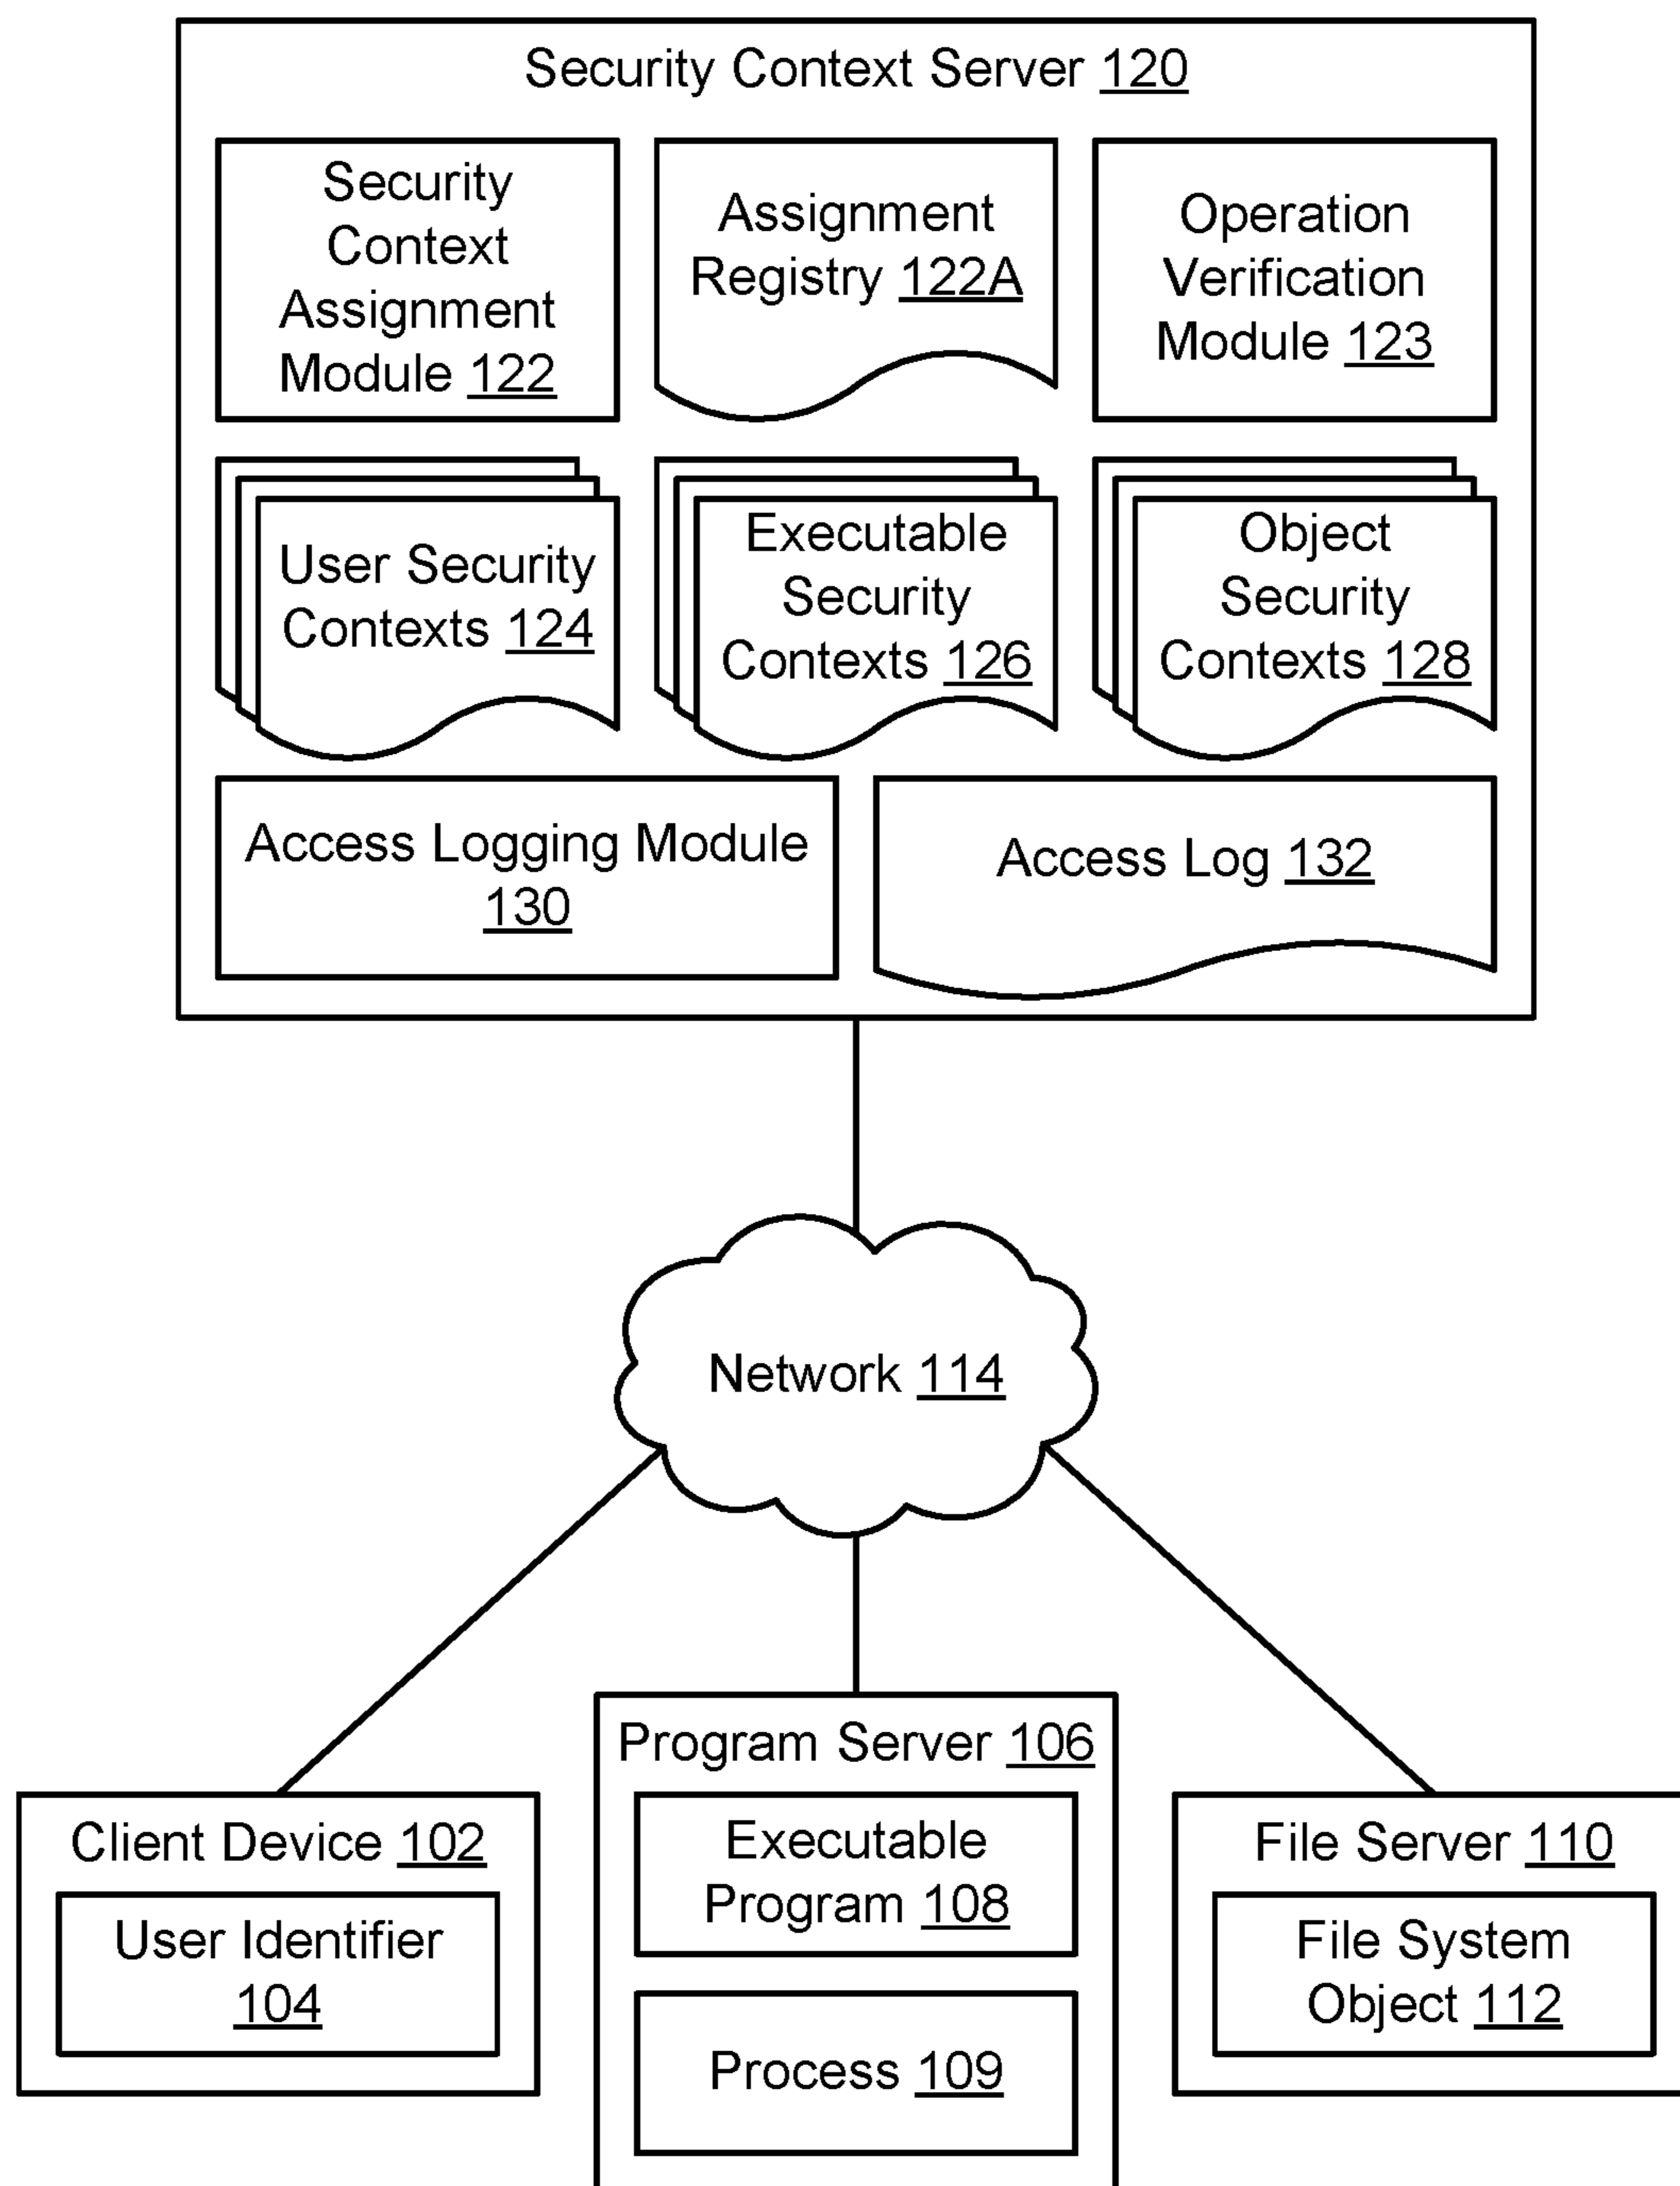 Security Context Server 120
Security
Context
Assignment
Module 122
Assignment
Registry 122A
Operation
Verification
Module 123
User Security
Contexts 124
Executable
Security
Contexts 126
Object
Security
Contexts 128
Access Logging Module
130
Access Log 132
Network 114
Client Device 102
User Identifier
104
Program Server 106
Executable
Program 108
Process 109
File Server 110
File System
Object 112